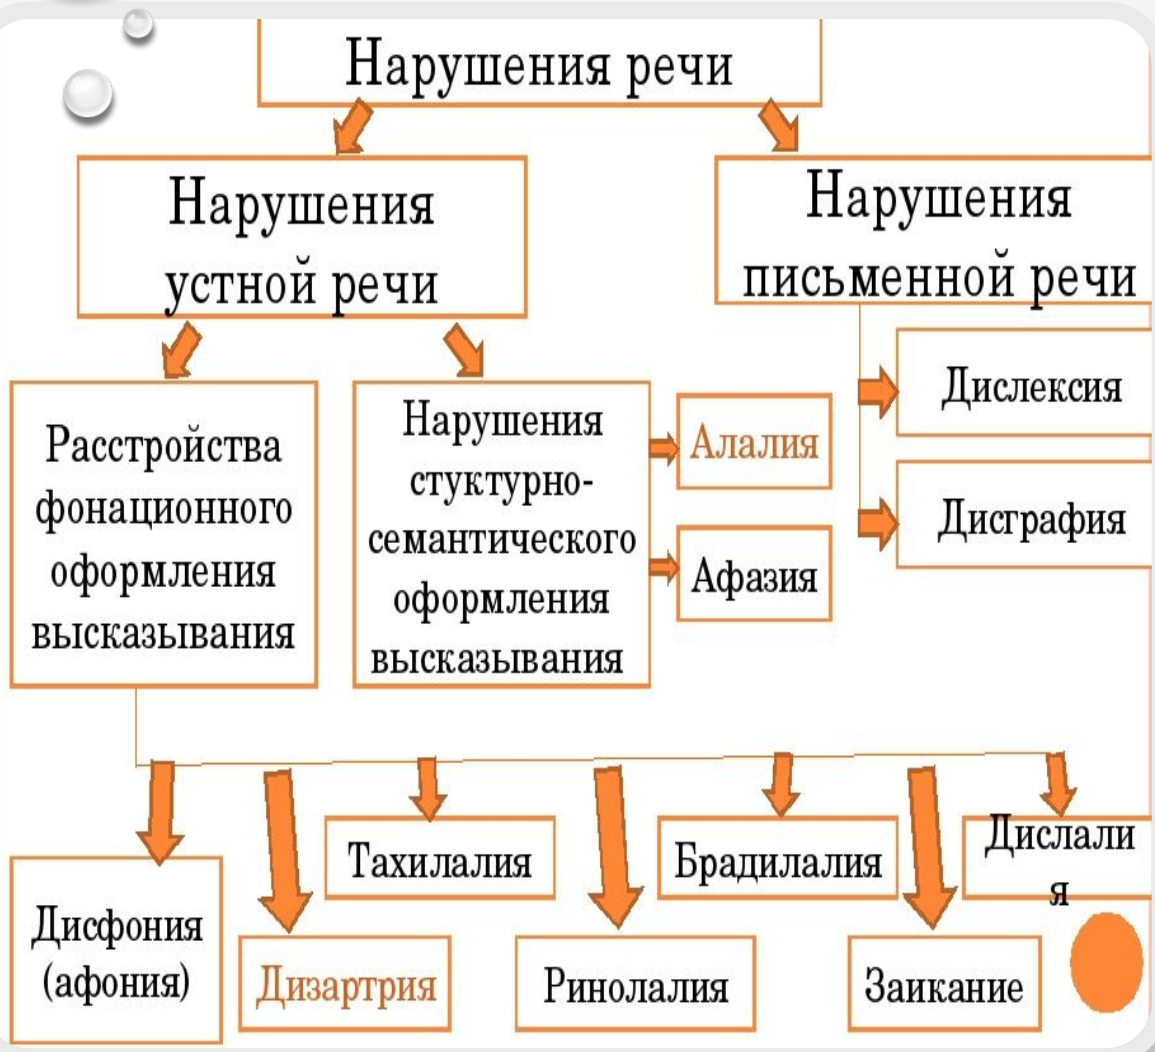 Нарушения речи
Нарушения
устной речи
Нарушения
письменной речи
Расстройства
фонационного
оформления
высказывания
Нарушения
стуктурно-
семантического
оформления
высказывания
Алалия
Афазия
Дислексия
Дисграфия
Дисфония
(афония)
Дизартрия
Тахилалия
Ринолалия
Брадилалия
Заикание
Дислали
я